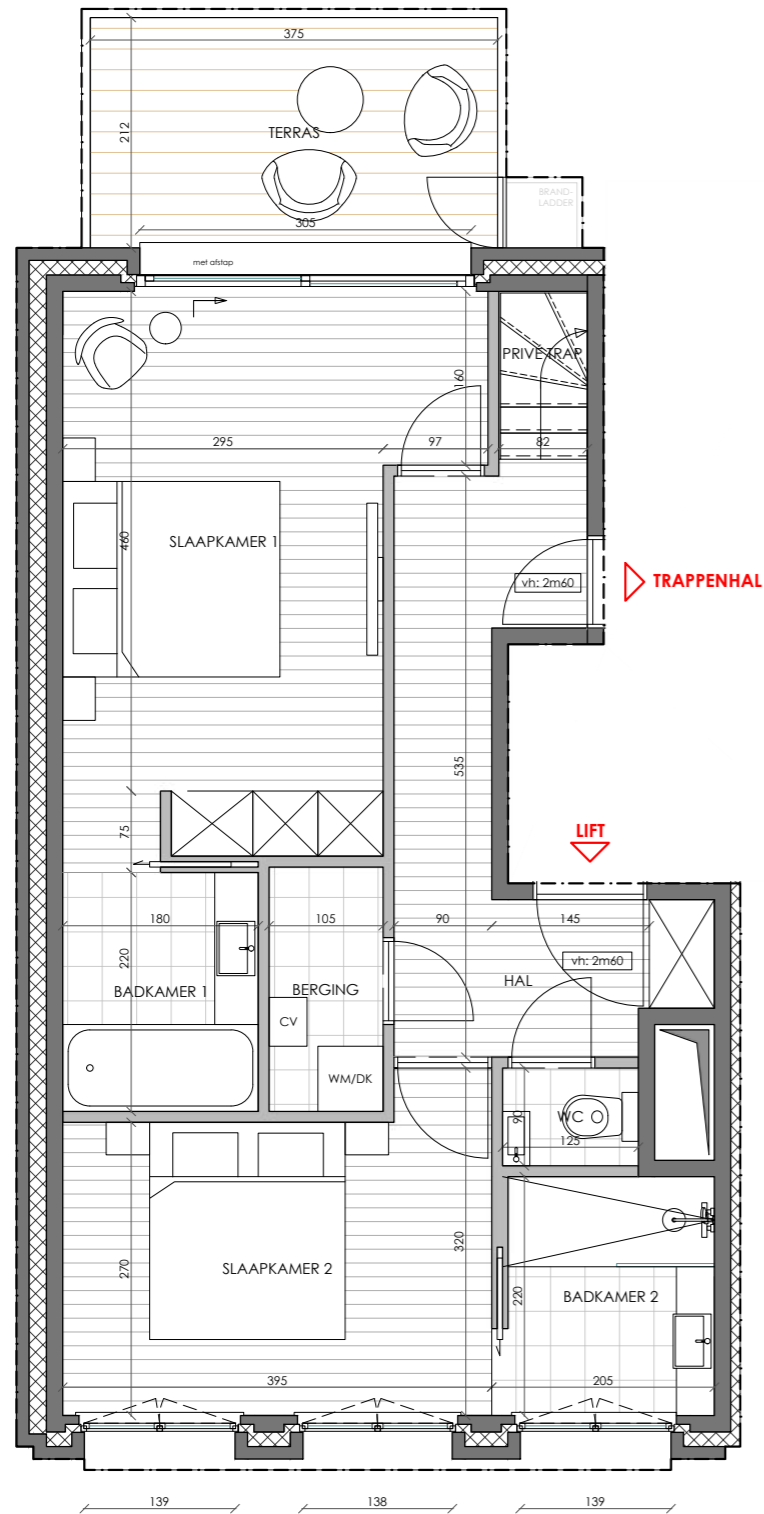 375
212
TERRAS
BRAND-
LADDER
305
met afstap
PRIVE TRAP
160
295
97
82
SLAAPKAMER 1
460
vh: 2m60
TRAPPENHAL
535
75
LIFT
180
105
90
145
220
vh: 2m60
HAL
BADKAMER 1
BERGING
CV
WM/DK
90
WC
125
320
270
SLAAPKAMER 2
220
BADKAMER 2
395
205
139
138
139